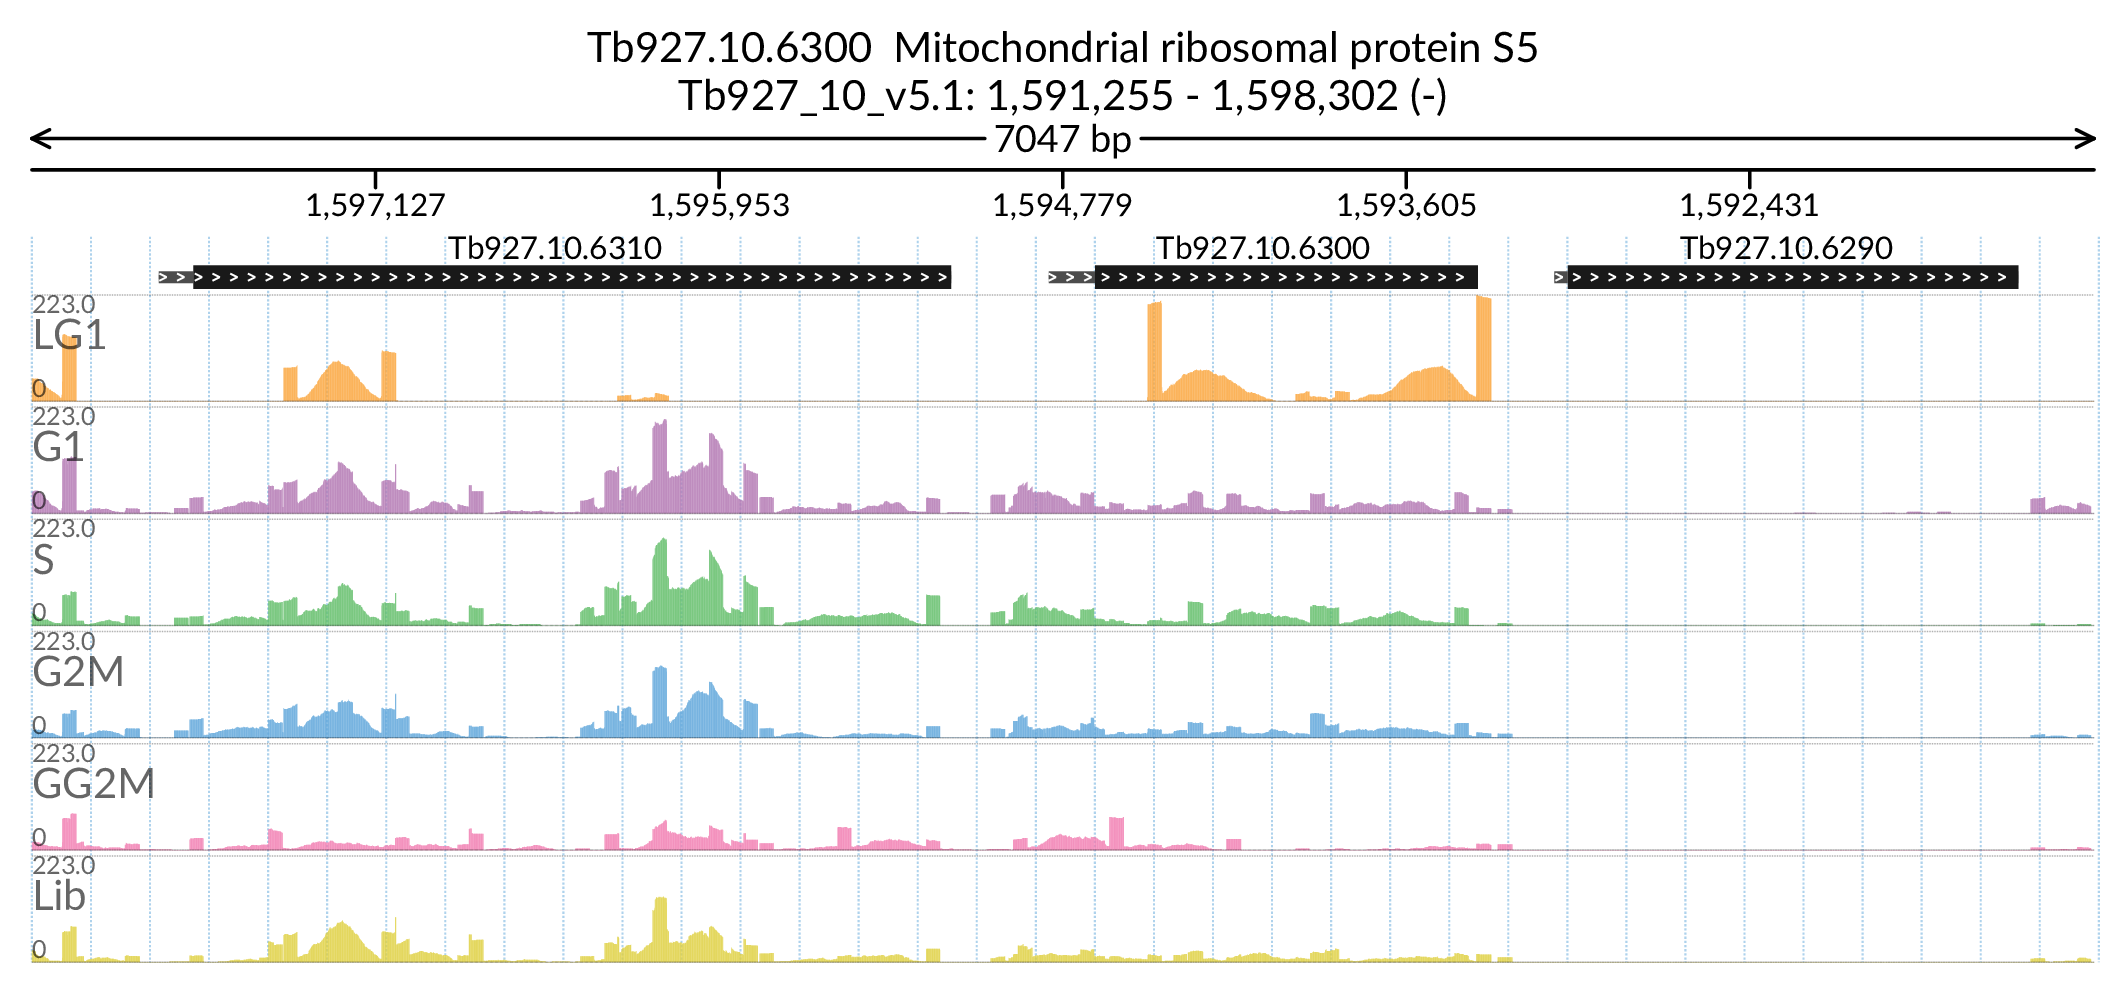 Tb927.10.6300  Mitochondrial ribosomal protein S5
Tb927_10_v5.1: 1,591,255 - 1,598,302 (-)
7047 bp
1,597,127 1,595,953 1,594,779 1,593,605 1,592,431
Tb927.10.6310 Tb927.10.6300 Tb927.10.6290
223.0
LG1
0
223.0
G1
0
223.0
S
0
223.0
G2M
0
223.0
GG2M
0
223.0
Lib
0